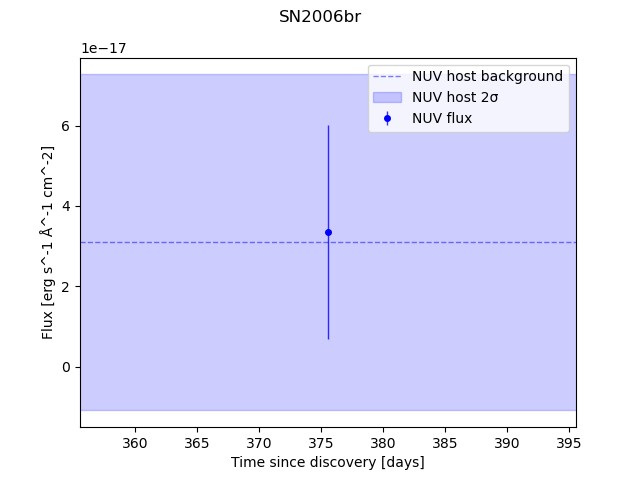 SN2006br
1e−17
NUV host background
NUV host 2σ
NUV flux
Flux [erg s^-1 Å^-1 cm^-2]
6
4
2
0
360 365 370 375 380 385 390 395
Time since discovery [days]